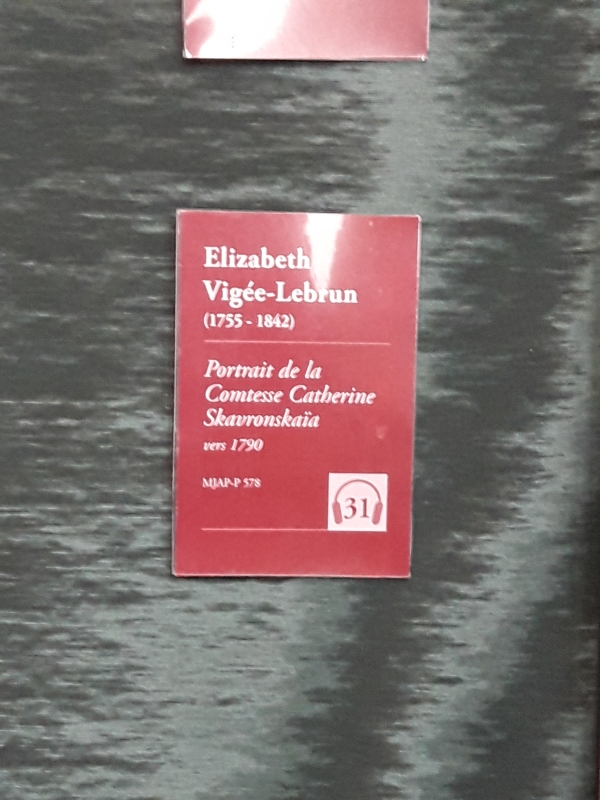 Elizabeth
Vigée-Lebrun
(1755 - 1842)
Portrait de la
Comtesse Catherine
Skavronskaïa
vers 1790
MJAP-P 578
31